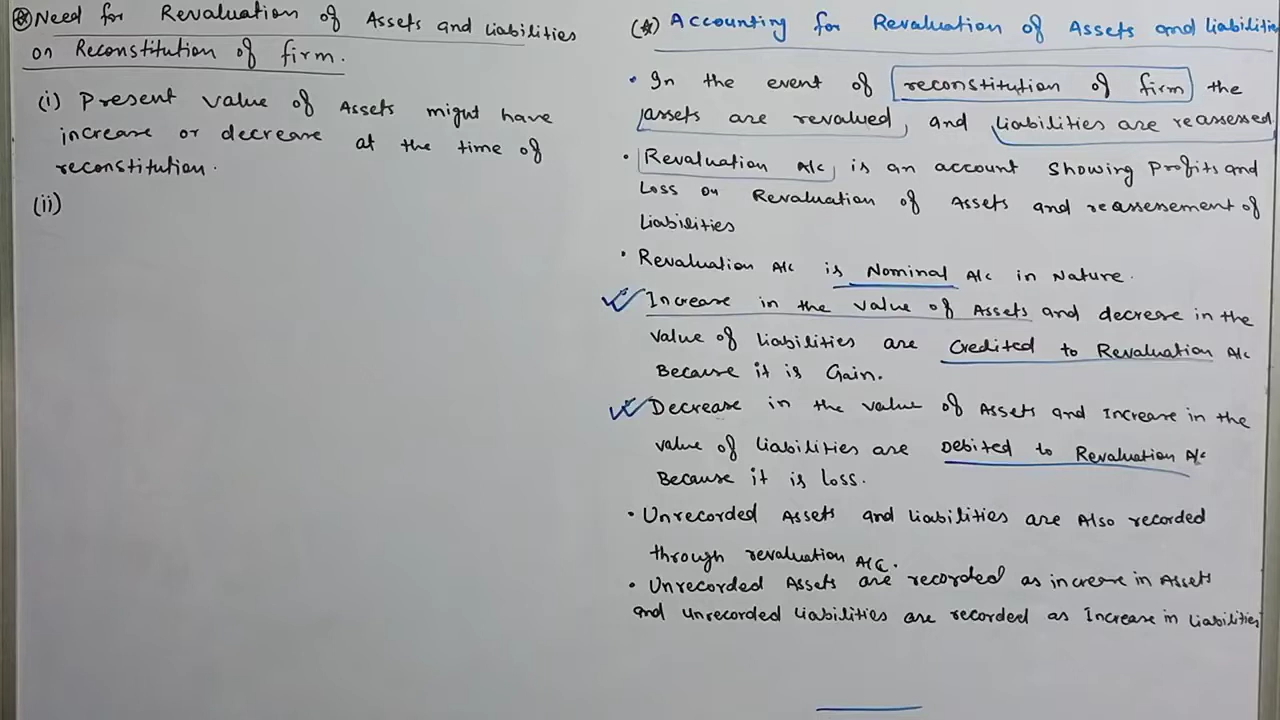 Need for Revaluation of Assets and Liabilities
on Reconstitution of firm.
(i) Present value of Assets might have
increase or decrease at the time of
reconstitution.
(ii)
(*) Accounting for Revaluation of Assets and liabilities
• In the event of reconstitution of firm the
assets are revalued, and liabilities are reassessed
• Revaluation A/c is an account showing Profits and
Loss on Revaluation of Assets and reassessement of
Liabilities
• Revaluation A/c is Nominal A/c in Nature.
Increase in the value of Assets and decrease in the
value of liabilities are credited to Revaluation A/c
Because it is Gain.
Decrease in the value of Assets and Increase in the
value of liabilities are Debited to Revaluation A/c
Because it is loss.
• Unrecorded Assets and liabilities are Also recorded
through revaluation A/c.
• Unrecorded Assets are recorded as increase in Assets
and unrecorded liabilities are recorded as Increase in liabilities